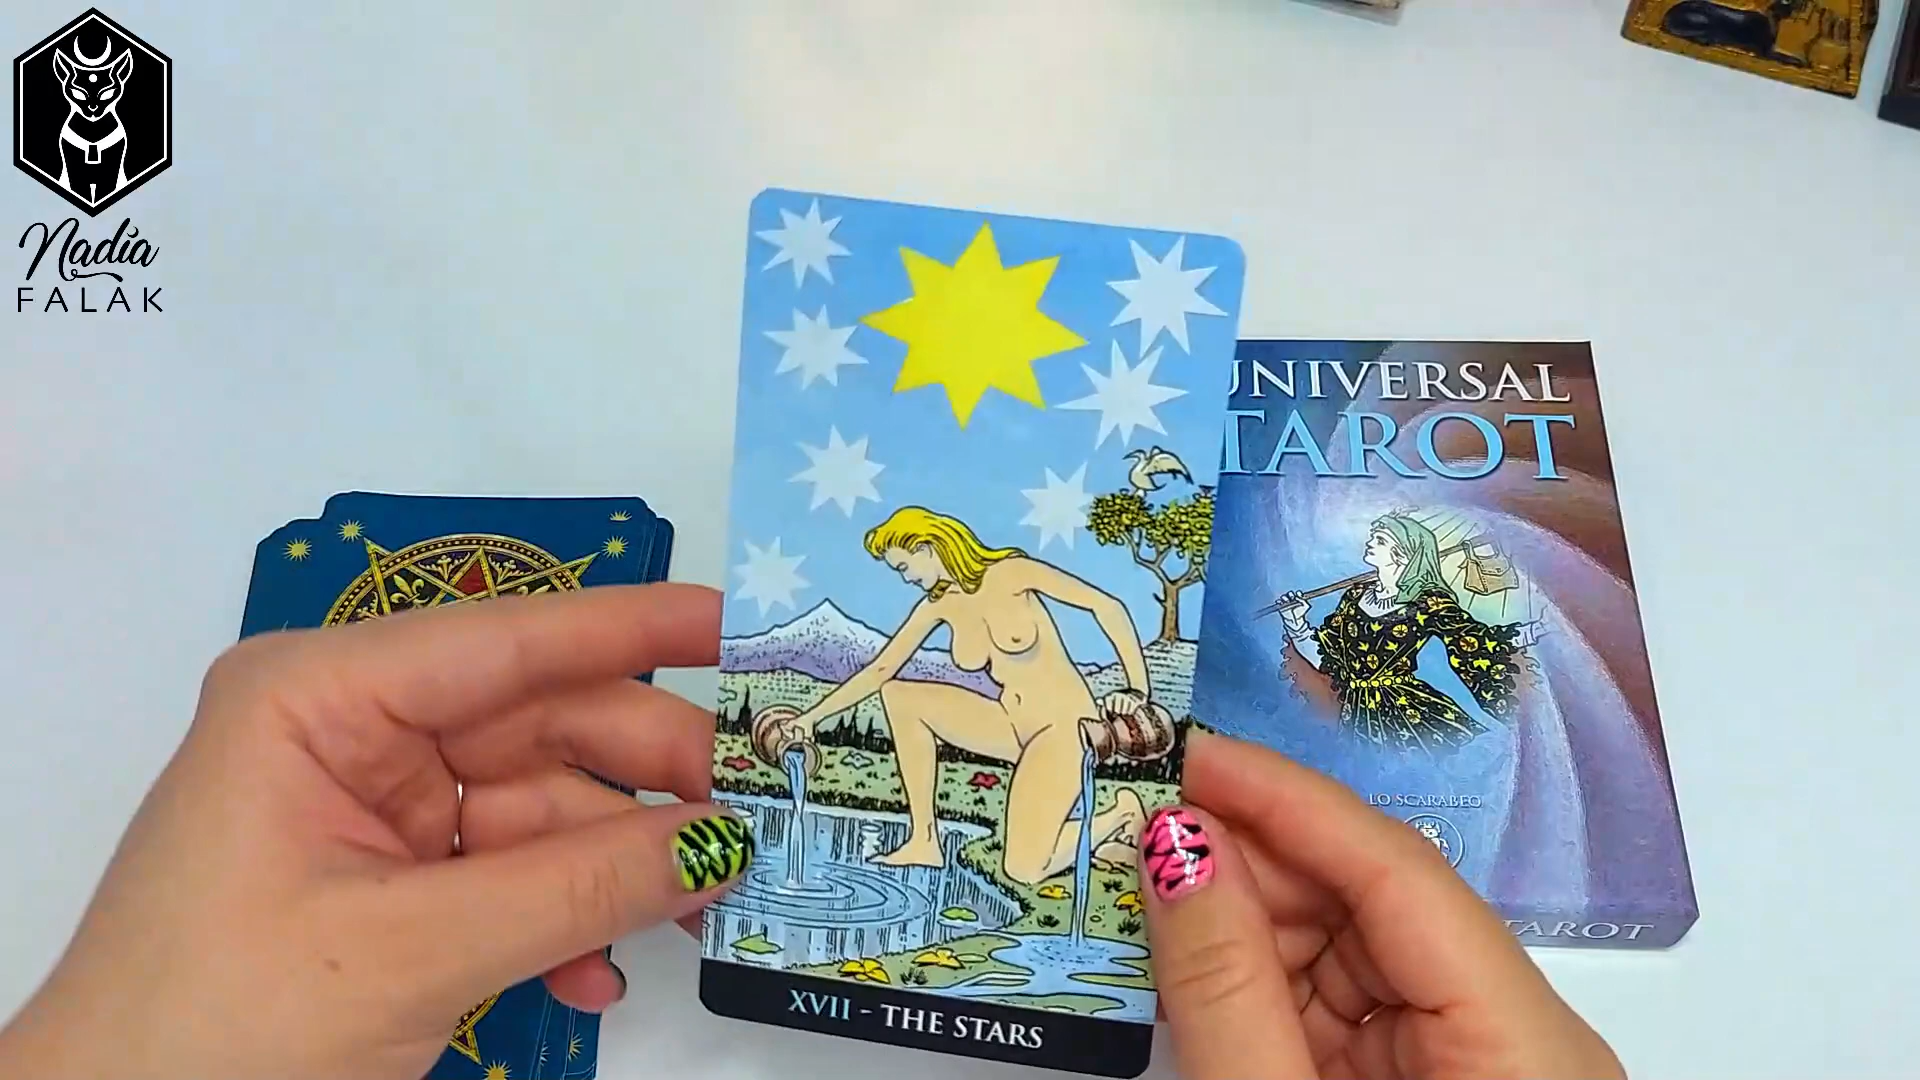 Nadia
FALAK
UNIVERSAL
TAROT
LO SCARABEO
TAROT
XVII - THE STARS